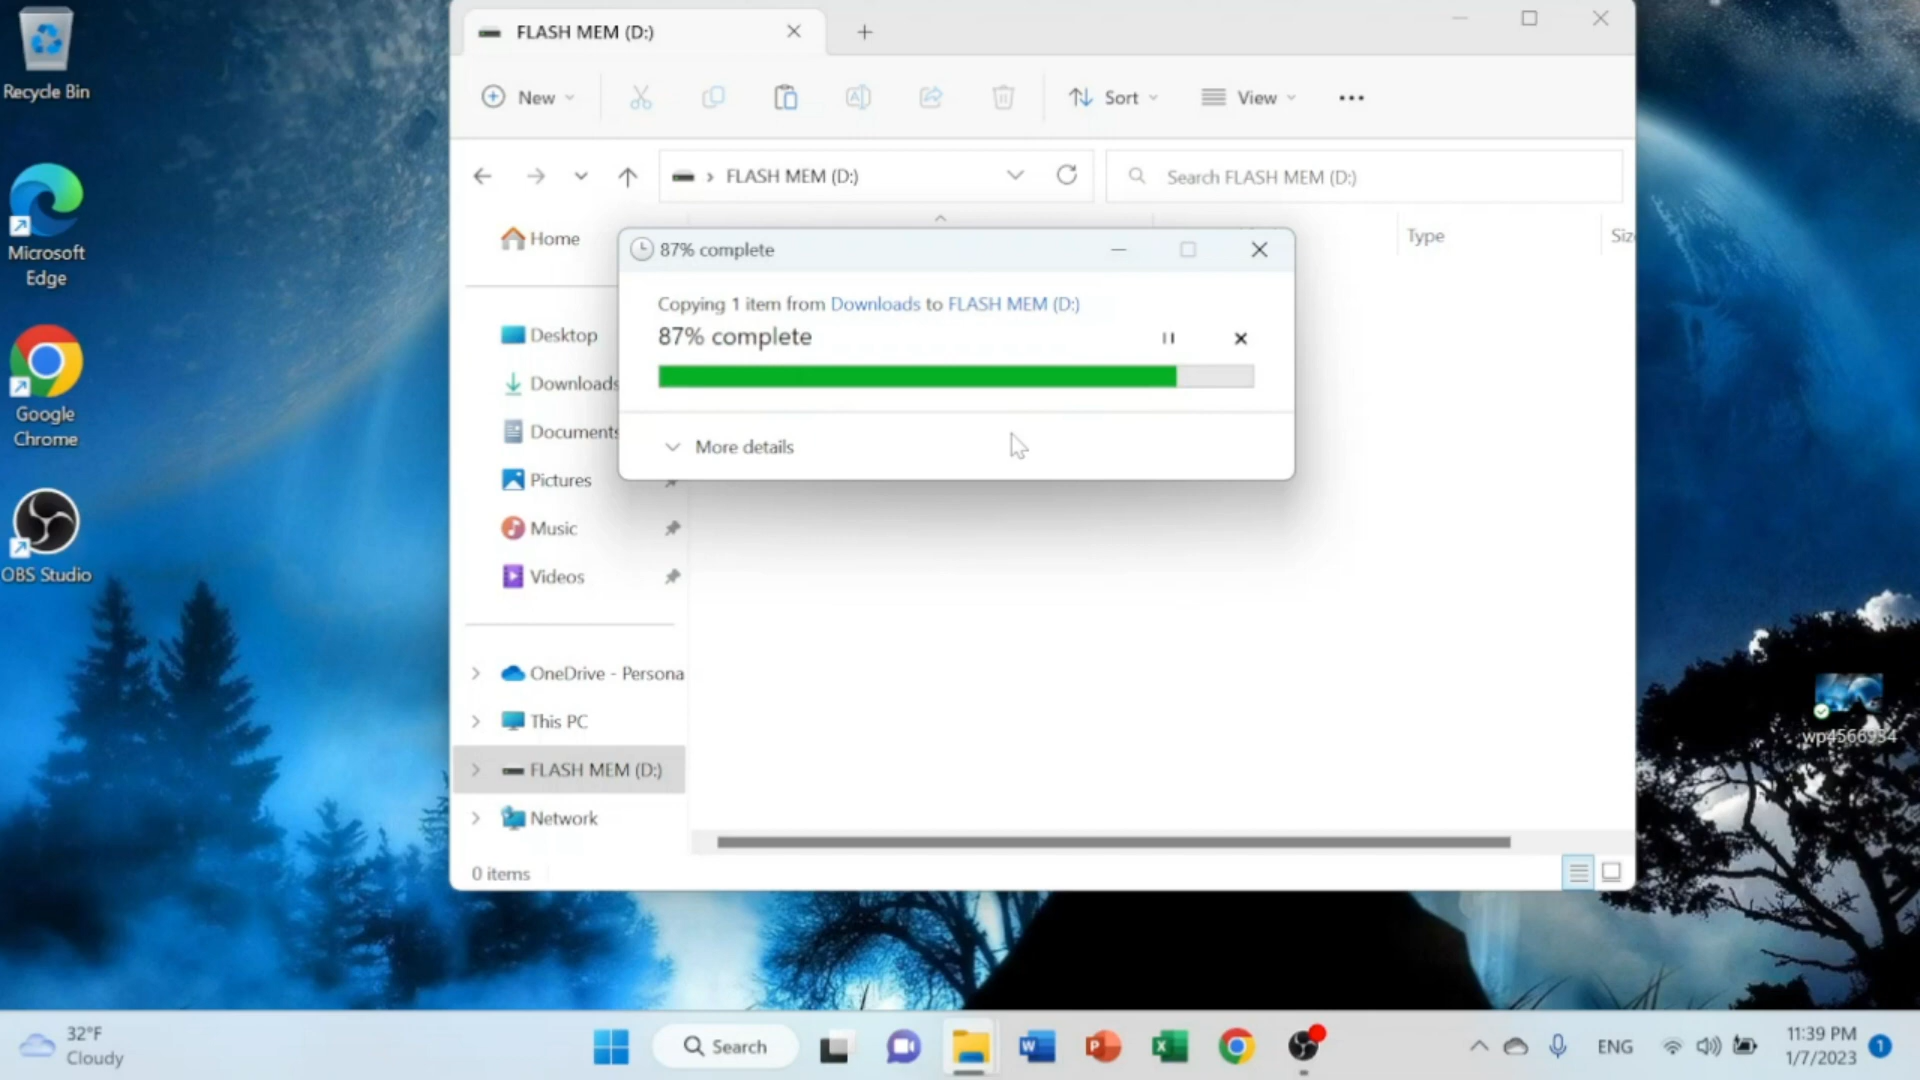 Recycle Bin
Microsoft
Edge
Google
Chrome
OBS Studio
FLASH MEM (D:)
New
Sort
View
FLASH MEM (D:)
Search FLASH MEM (D:)
Home
Type
Siz
87% complete
Copying 1 item from Downloads to FLASH MEM (D:)
87% complete
More details
Desktop
Downloads
Documents
Pictures
Music
Videos
OneDrive - Persona
This PC
FLASH MEM (D:)
Network
0 items
wp4566934
32°F
Cloudy
Search
ENG
11:39 PM
1/7/2023
1